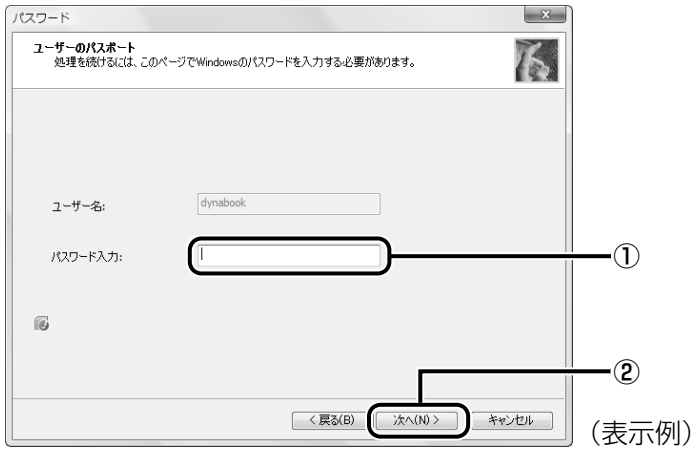 パスワード
ユーザーのパスポート
処理を続けるには、このページでWindowsのパスワードを入力する必要があります。
ユーザー名:
dynabook
パスワード入力:
①
②
< 戻る(B)
次へ(N) >
キャンセル
(表示例)